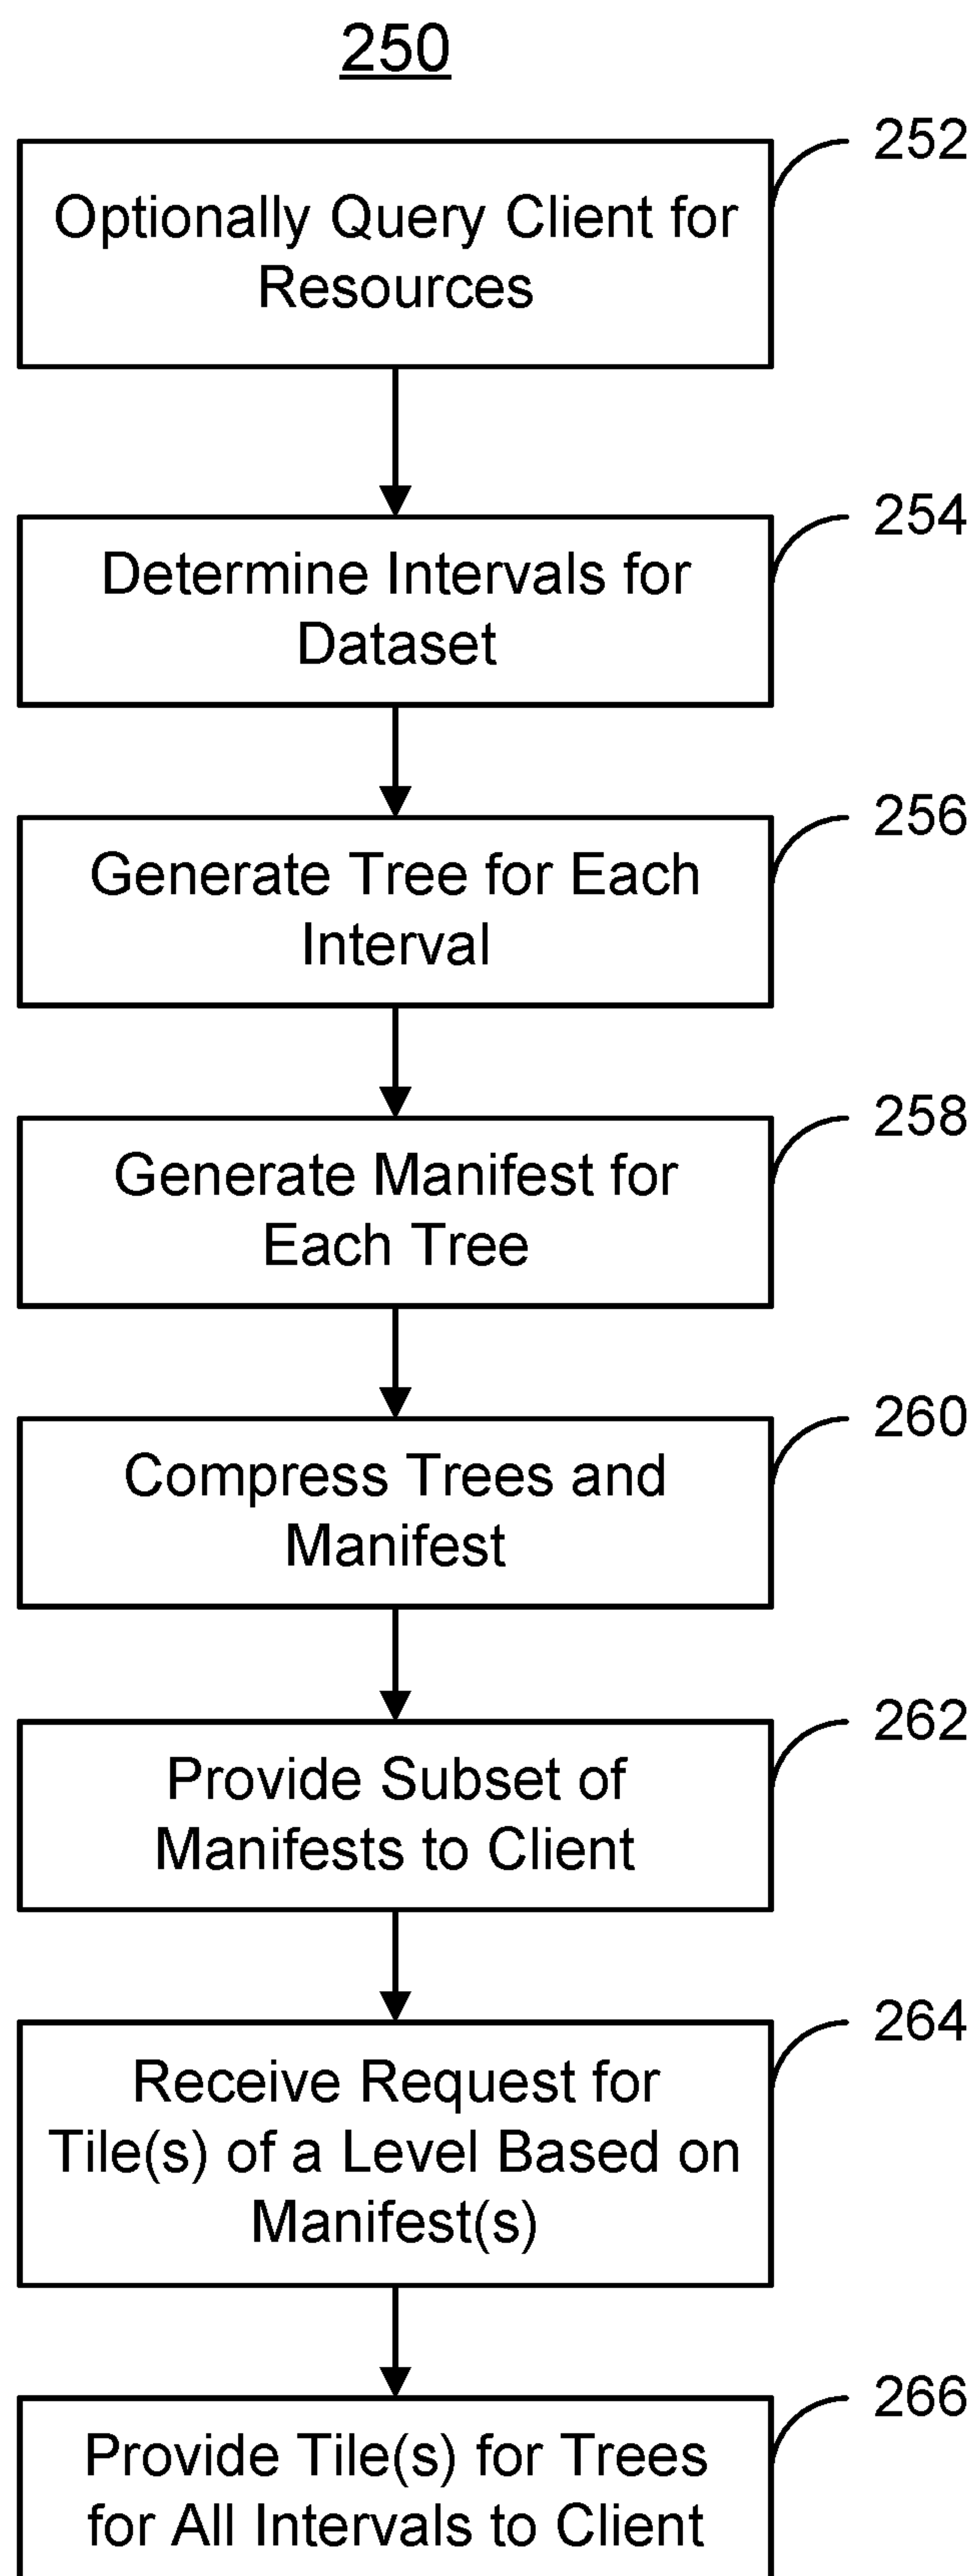 250
252
Optionally Query Client for
Resources
254
Determine Intervals for
Dataset
256
Generate Tree for Each
Interval
258
Generate Manifest for
Each Tree
260
Compress Trees and
Manifest
262
Provide Subset of
Manifests to Client
264
Receive Request for
Tile(s) of a Level Based on
Manifest(s)
266
Provide Tile(s) for Trees
for All Intervals to Client